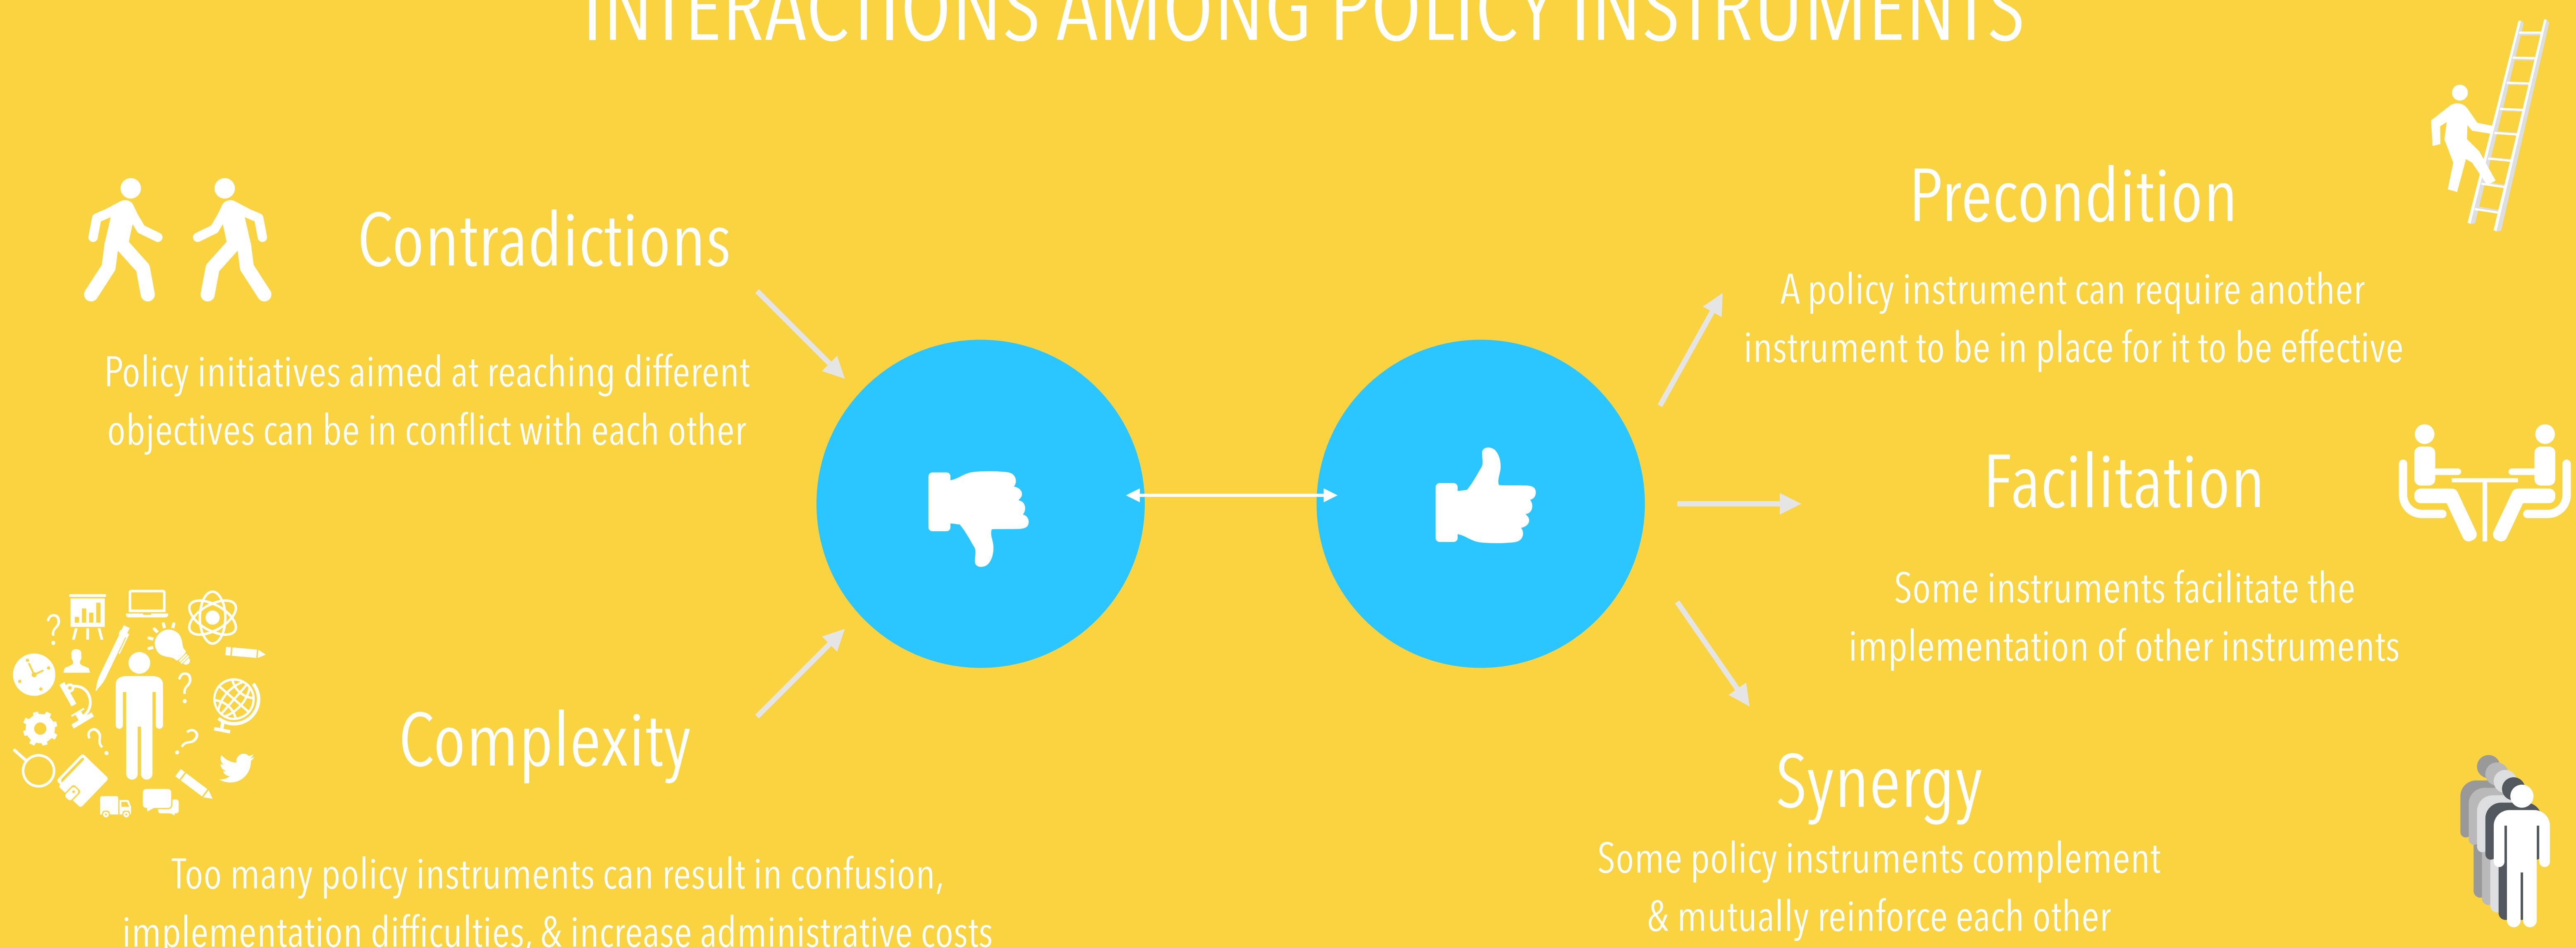 INTERACTIONS AMONG POLICY INSTRUMENTS
Contradictions
Policy initiatives aimed at reaching different
objectives can be in conflict with each other
Complexity
Too many policy instruments can result in confusion,
implementation difficulties, & increase administrative costs
Precondition
A policy instrument can require another
instrument to be in place for it to be effective
Facilitation
Some instruments facilitate the
implementation of other instruments
Synergy
Some policy instruments complement
& mutually reinforce each other